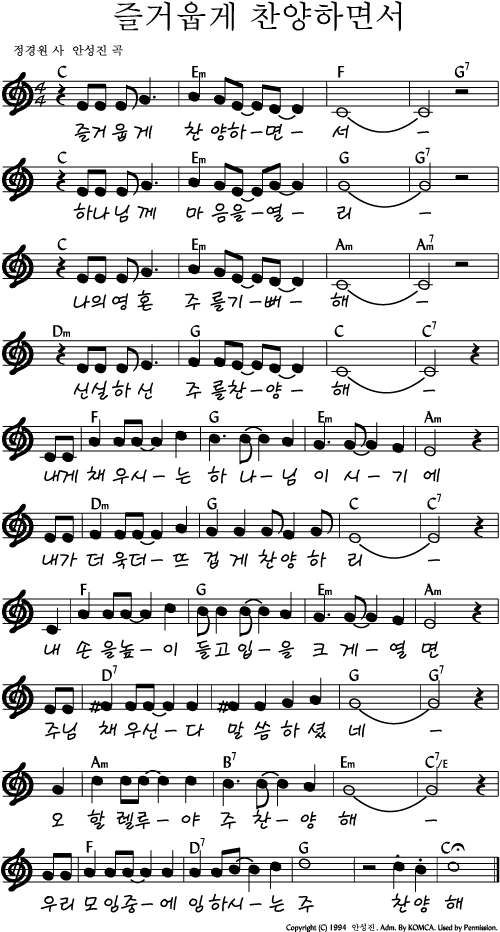 즐거웁게 찬양하면서
정경원 사 안성진 곡
C Em F G7
4/4
즐거웁게 찬 양하-면- 서 -
C Em G G7
하나님께 마 음을-열- 리 -
C Em Am Am7
나의영혼 주 를기-뻐- 해 -
Dm G C C7
신실하신 주 를찬-양- 해 -
F G Em Am
내게 채 우시-는 하 나-님 이 시-기 에
Dm G C C7
내가 더 욱더-뜨 겁 게 찬 양 하 리 -
F G Em Am
내 손 을높-이 들고입-을 크 게-열 면
D7 G G7
주님 채 우신-다 말 씀 하 셨 네 -
Am B7 Em C7/E
오 할 렐루-야 주 찬-양 해 -
F Am D7 G C
우리 모 임중-에 임하시-는 주 찬 양 해
Copyright (C) 1994 안성진. Adm. By KOMCA. Used by Permission.